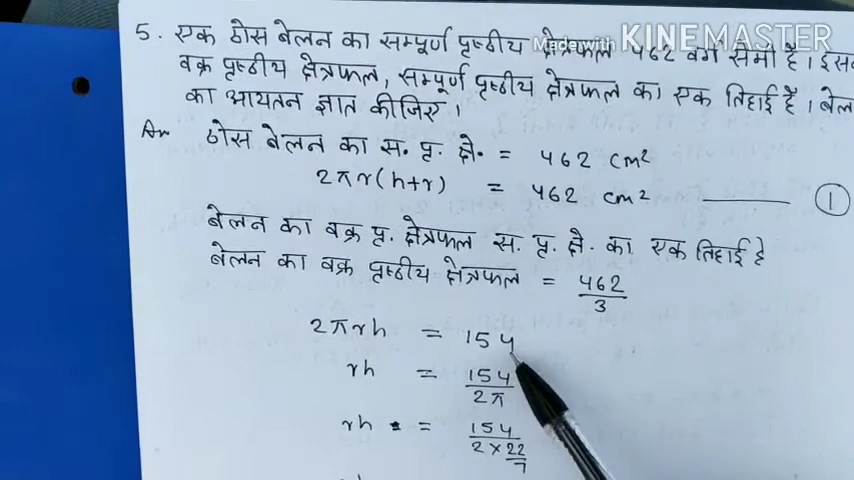 5. एक ठोस बेलन का सम्पूर्ण पृष्ठीय क्षेत्रफल 462 वर्ग सेमी है। इसका
वक्र पृष्ठीय क्षेत्रफल, सम्पूर्ण पृष्ठीय क्षेत्रफल का एक तिहाई है। बेलन
का आयतन ज्ञात कीजिए।
Made with KINEMASTER
An ठोस बेलन का स. पृ. क्षे. = 462 cm²
2πr(h+r) = 462 cm² ——— ①
बेलन का वक्र पृ. क्षेत्रफल स. पृ. क्षे. का एक तिहाई है
बेलन का वक्र पृष्ठीय क्षेत्रफल = 462/3
2πrh = 154
rh = 154/2π
rh = 154/2×22/7